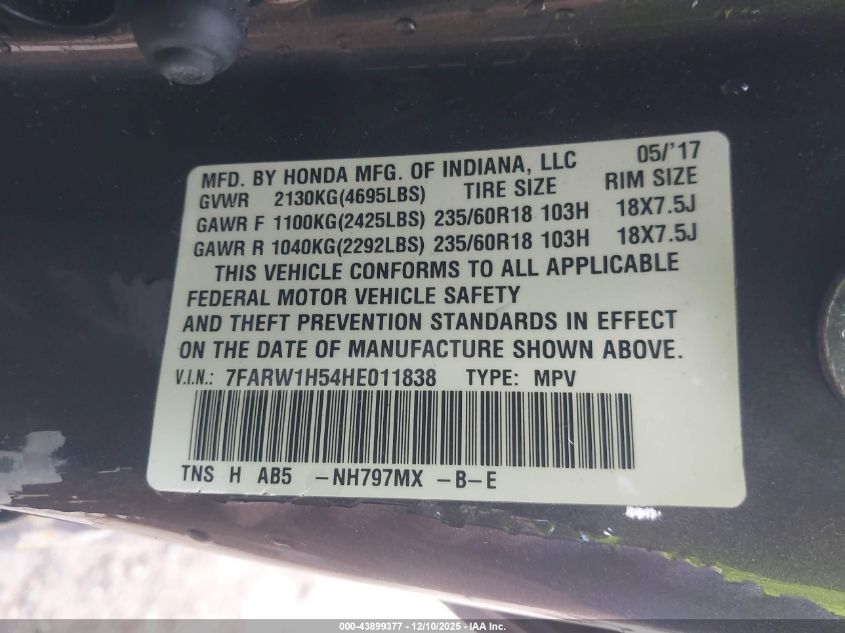 MFD. BY HONDA MFG. OF INDIANA, LLC 05/'17
GVWR 2130KG(4695LBS) TIRE SIZE RIM SIZE
GAWR F 1100KG(2425LBS) 235/60R18 103H 18X7.5J
GAWR R 1040KG(2292LBS) 235/60R18 103H 18X7.5J
THIS VEHICLE CONFORMS TO ALL APPLICABLE
FEDERAL MOTOR VEHICLE SAFETY
AND THEFT PREVENTION STANDARDS IN EFFECT
ON THE DATE OF MANUFACTURE SHOWN ABOVE.
V.I.N.: 7FARW1H54HE011838 TYPE: MPV
TNS H AB5 -NH797MX -B-E
000-43899377 - 12/10/2025 - IAA Inc.